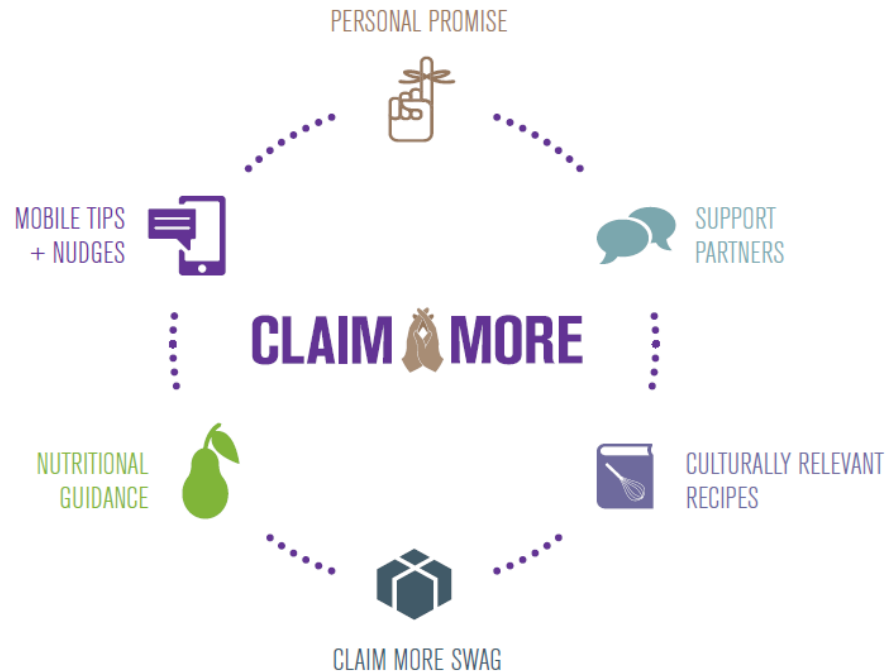 PERSONAL PROMISE
MOBILE TIPS
+ NUDGES
SUPPORT
PARTNERS
CLAIM MORE
NUTRITIONAL
GUIDANCE
CULTURALLY RELEVANT
RECIPES
CLAIM MORE SWAG